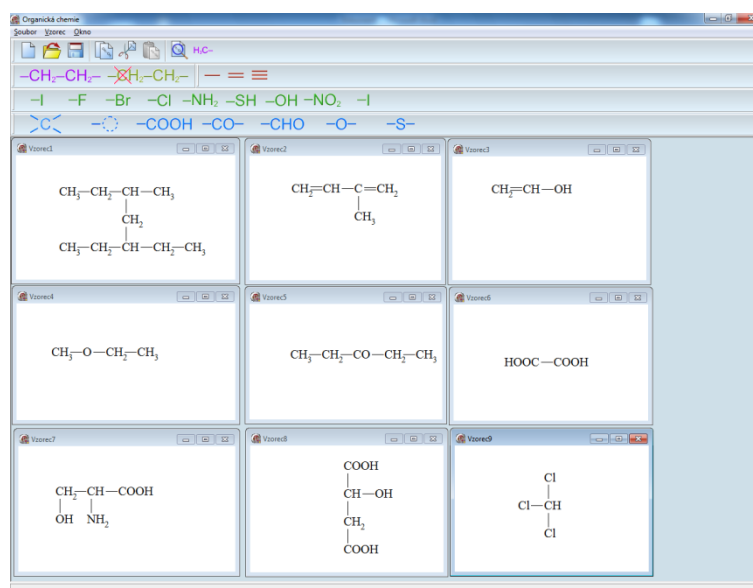 Organická chemie
Soubor Vzorec Okno
H₃C–
–CH₂–CH₂– –CH₂–CH₂–
–I –F –Br –Cl –NH₂ –SH –OH –NO₂ –I
C –COOH –CO– –CHO –O– –S–
Vzorec1
CH₃–CH₂–CH–CH₃
CH₂
CH₃–CH₂–CH–CH₂–CH₃
Vzorec2
CH₂=CH–C=CH₂
CH₃
Vzorec3
CH₂=CH–OH
Vzorec4
CH₃–O–CH₂–CH₃
Vzorec5
CH₃–CH₂–CO–CH₂–CH₃
Vzorec6
HOOC–COOH
Vzorec7
CH₂–CH–COOH
OH NH₂
Vzorec8
COOH
CH–OH
CH₂
COOH
Vzorec9
Cl
Cl–CH
Cl